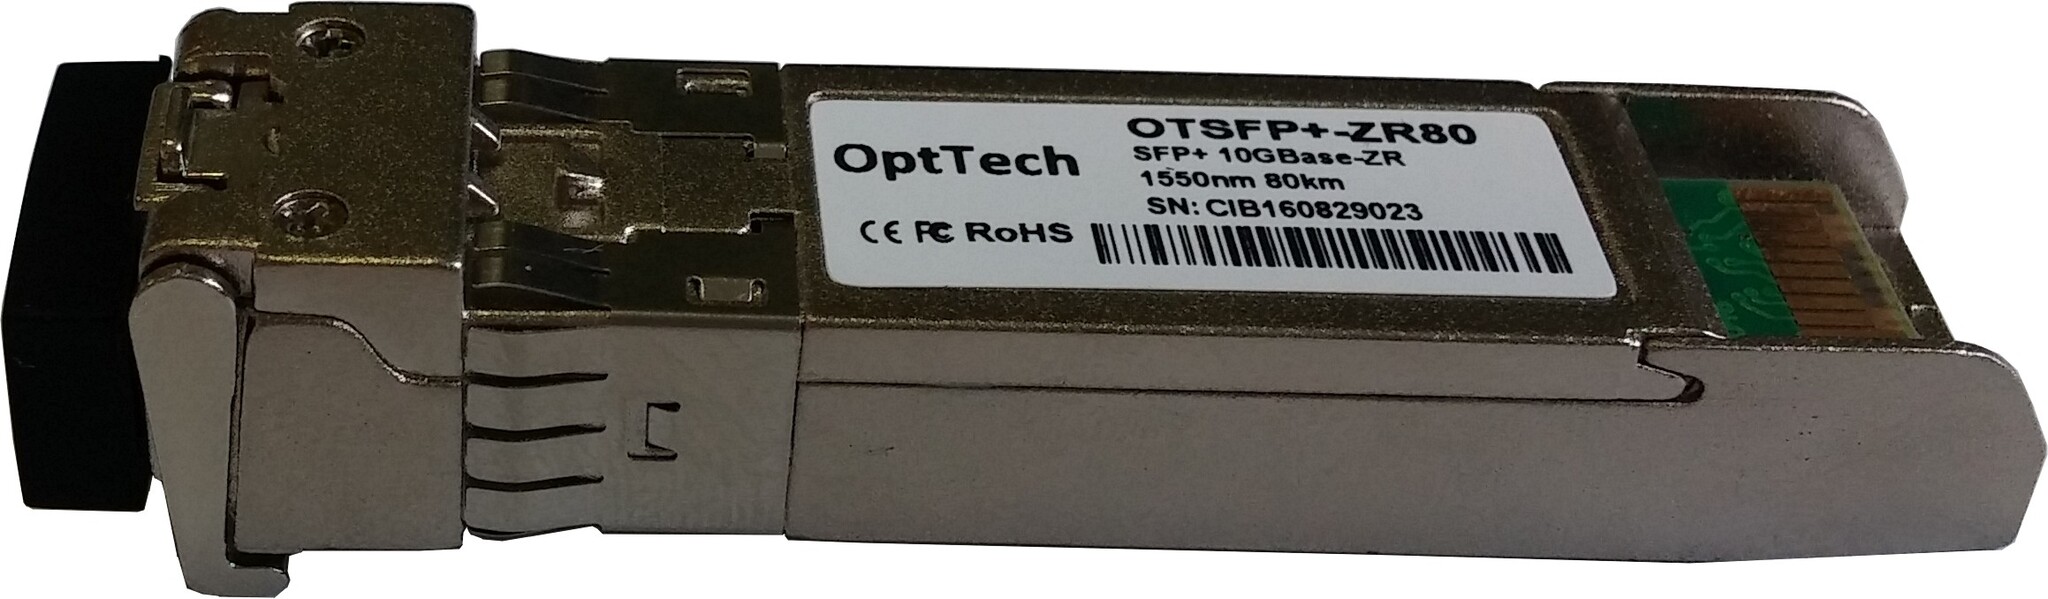 OptTech
CE FC RoHS
OTSFP+-ZR80
SFP+ 10GBase-ZR
1550nm 80km
SN: CIB160829023